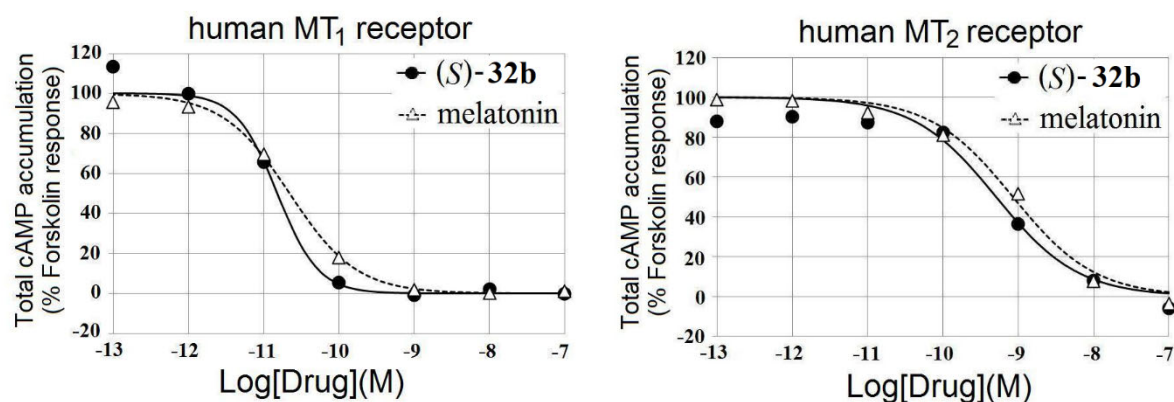 human MT1 receptor
Total cAMP accumulation
(% Forskolin response)
120
100
80
60
40
20
0
-20
(S)-32b
melatonin
-13
-12
-11
-10
-9
-8
-7
Log[Drug](M)
human MT2 receptor
Total cAMP accumulation
(% Forskolin response)
120
100
80
60
40
20
0
-20
(S)-32b
melatonin
-13
-12
-11
-10
-9
-8
-7
Log[Drug](M)